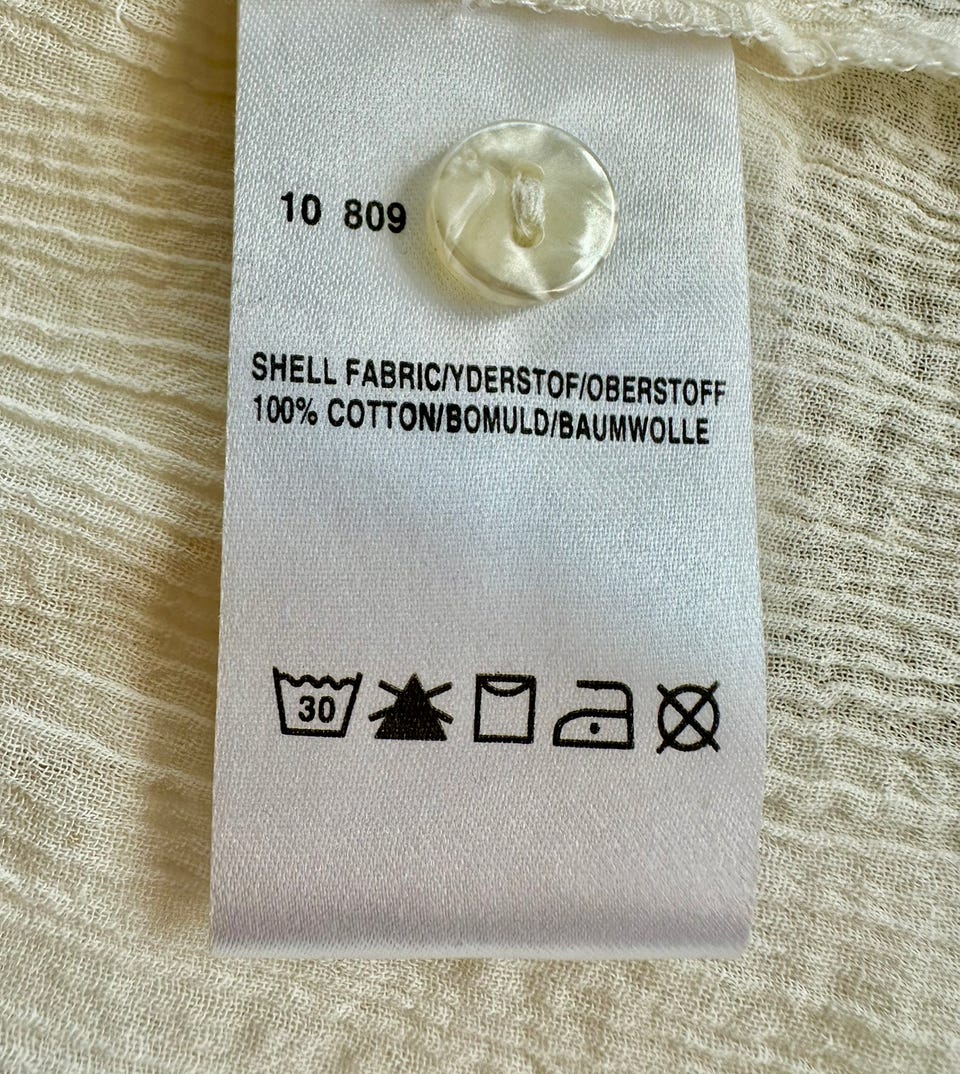 10 809
SHELL FABRIC/YDERSTOF/OBERSTOFF
100% COTTON/BOMULD/BAUMWOLLE
30